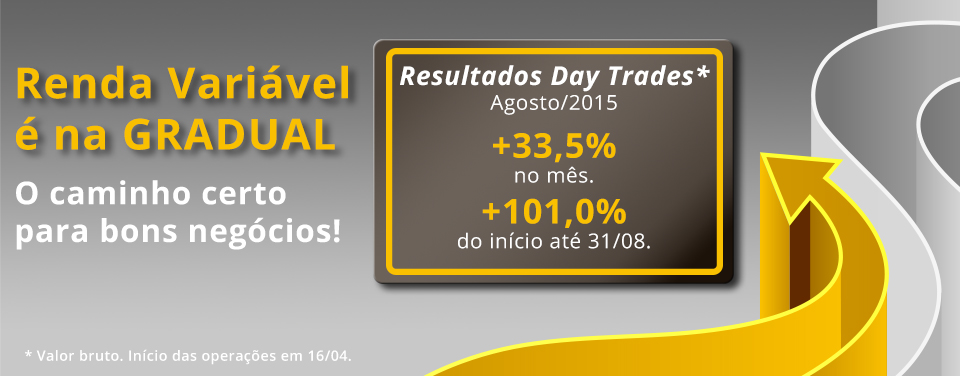 Renda Variável
é na GRADUAL
O caminho certo
para bons negócios!
Resultados Day Trades*
Agosto/2015
+33,5%
no mês.
+101,0%
do início até 31/08.
* Valor bruto. Início das operações em 16/04.